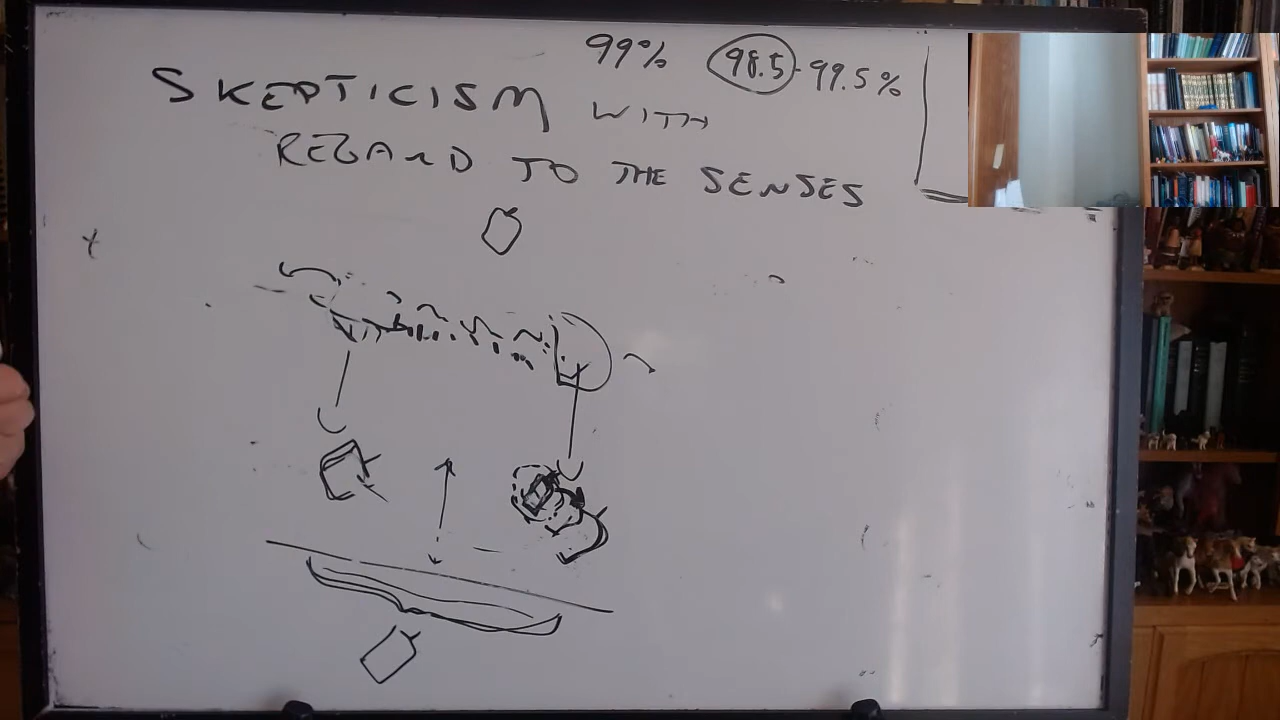 99% 98.5-99.5%
SKEPTICISM WITH
REGARD TO THE SENSES